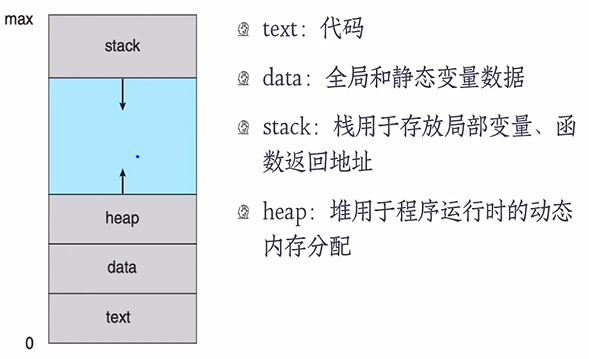 max
stack
heap
data
text
0
text：代码
data：全局和静态变量数据
stack：栈用于存放局部变量、函
数返回地址
heap：堆用于程序运行时的动态
内存分配